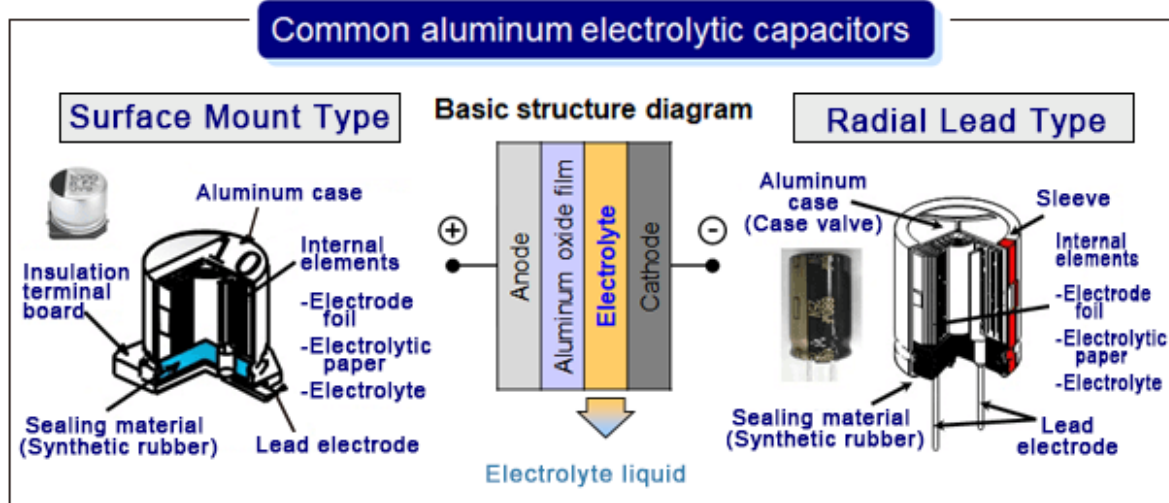 Common aluminum electrolytic capacitors
Surface Mount Type
Aluminum case
Insulation
terminal
board
Internal
elements
-Electrode
foil
-Electrolytic
paper
-Electrolyte
Sealing material
(Synthetic rubber)
Lead electrode
Basic structure diagram
+
Anode
Aluminum oxide film
Electrolyte
Cathode
-
Electrolyte liquid
Radial Lead Type
Aluminum
case
(Case valve)
Sleeve
Internal
elements
-Electrode
foil
-Electrolytic
paper
-Electrolyte
Sealing material
(Synthetic rubber)
Lead
electrode